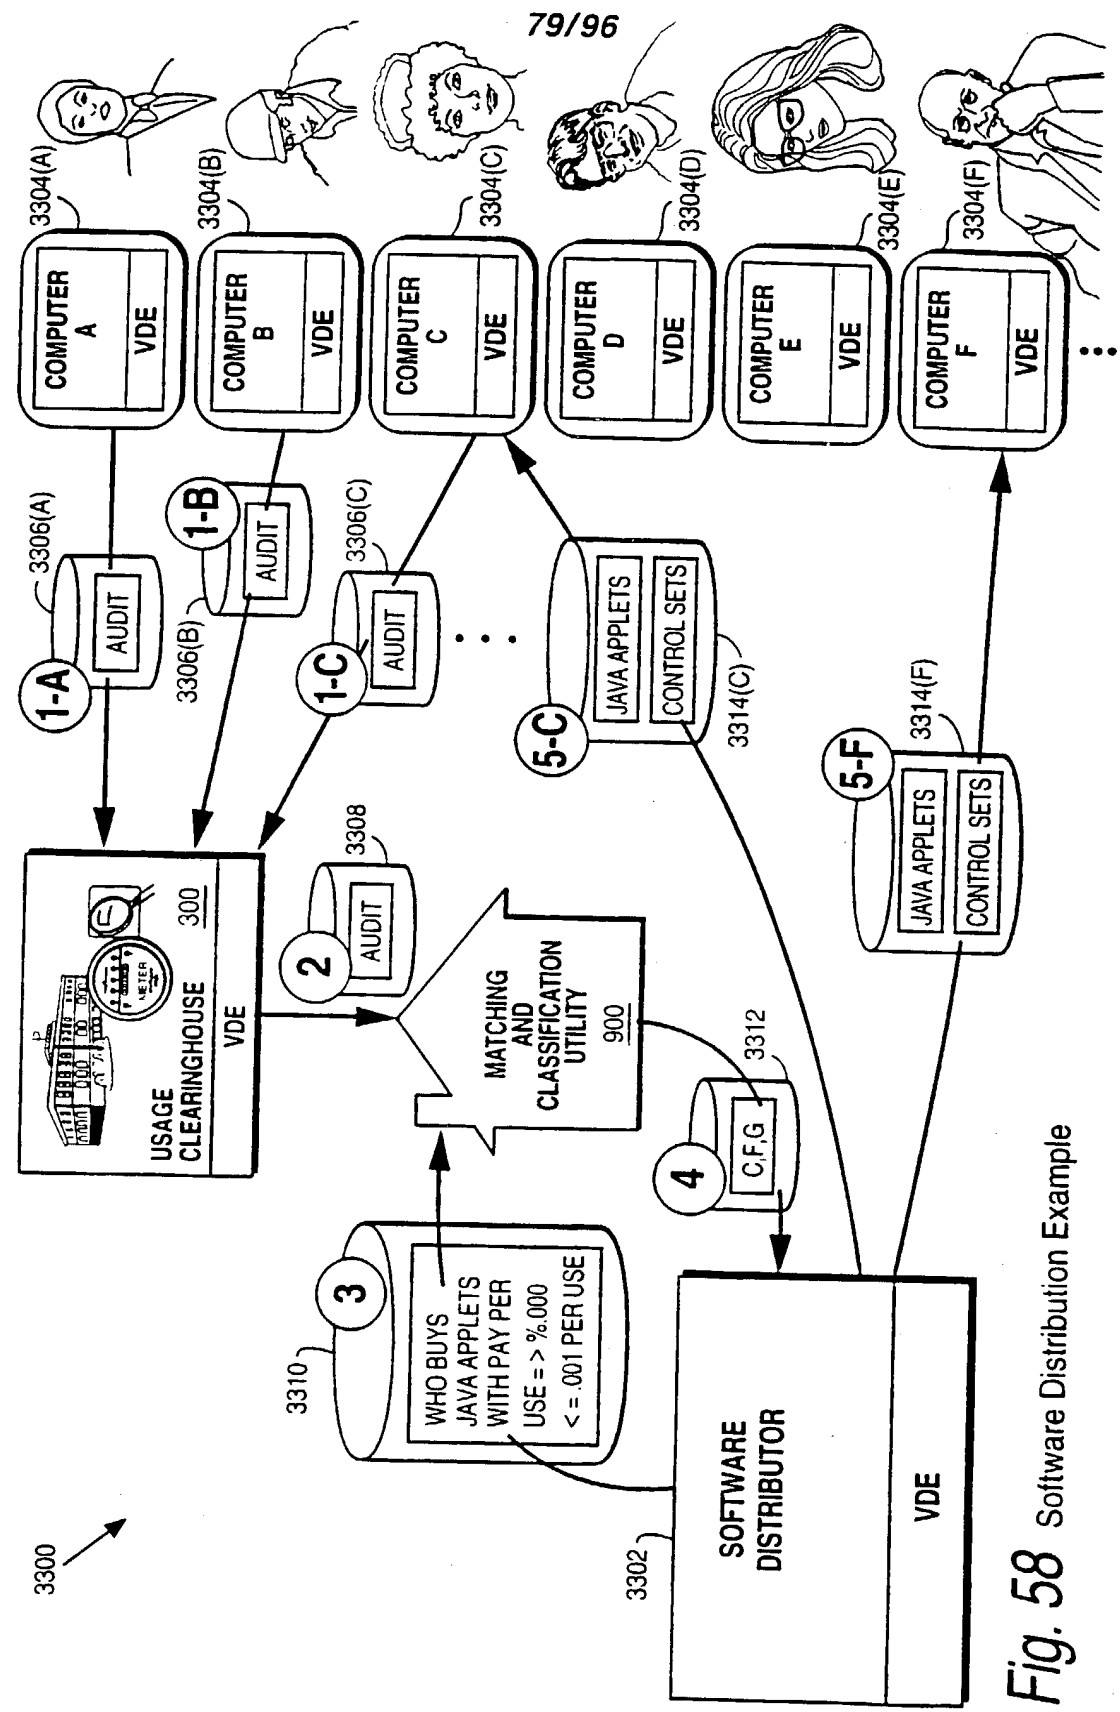 79/96
3300
3304(A)
COMPUTER
A
VDE
3304(B)
COMPUTER
B
VDE
3304(C)
COMPUTER
C
VDE
3304(D)
COMPUTER
D
VDE
3304(E)
COMPUTER
E
VDE
3304(F)
COMPUTER
F
VDE
3306(A)
1-A
AUDIT
3306(B)
1-B
AUDIT
3306(C)
1-C
AUDIT
METER
USAGE
CLEARINGHOUSE
300
VDE
2
AUDIT
3308
3310
3
WHO BUYS
JAVA APPLETS
WITH PAY PER
USE = > %.000
< = .001 PER USE
MATCHING
AND
CLASSIFICATION
UTILITY
900
4
C,F,G
3312
5-C
JAVA APPLETS
CONTROL SETS
3314(C)
5-F
JAVA APPLETS
CONTROL SETS
3314(F)
3302
SOFTWARE
DISTRIBUTOR
VDE
Fig. 58 Software Distribution Example